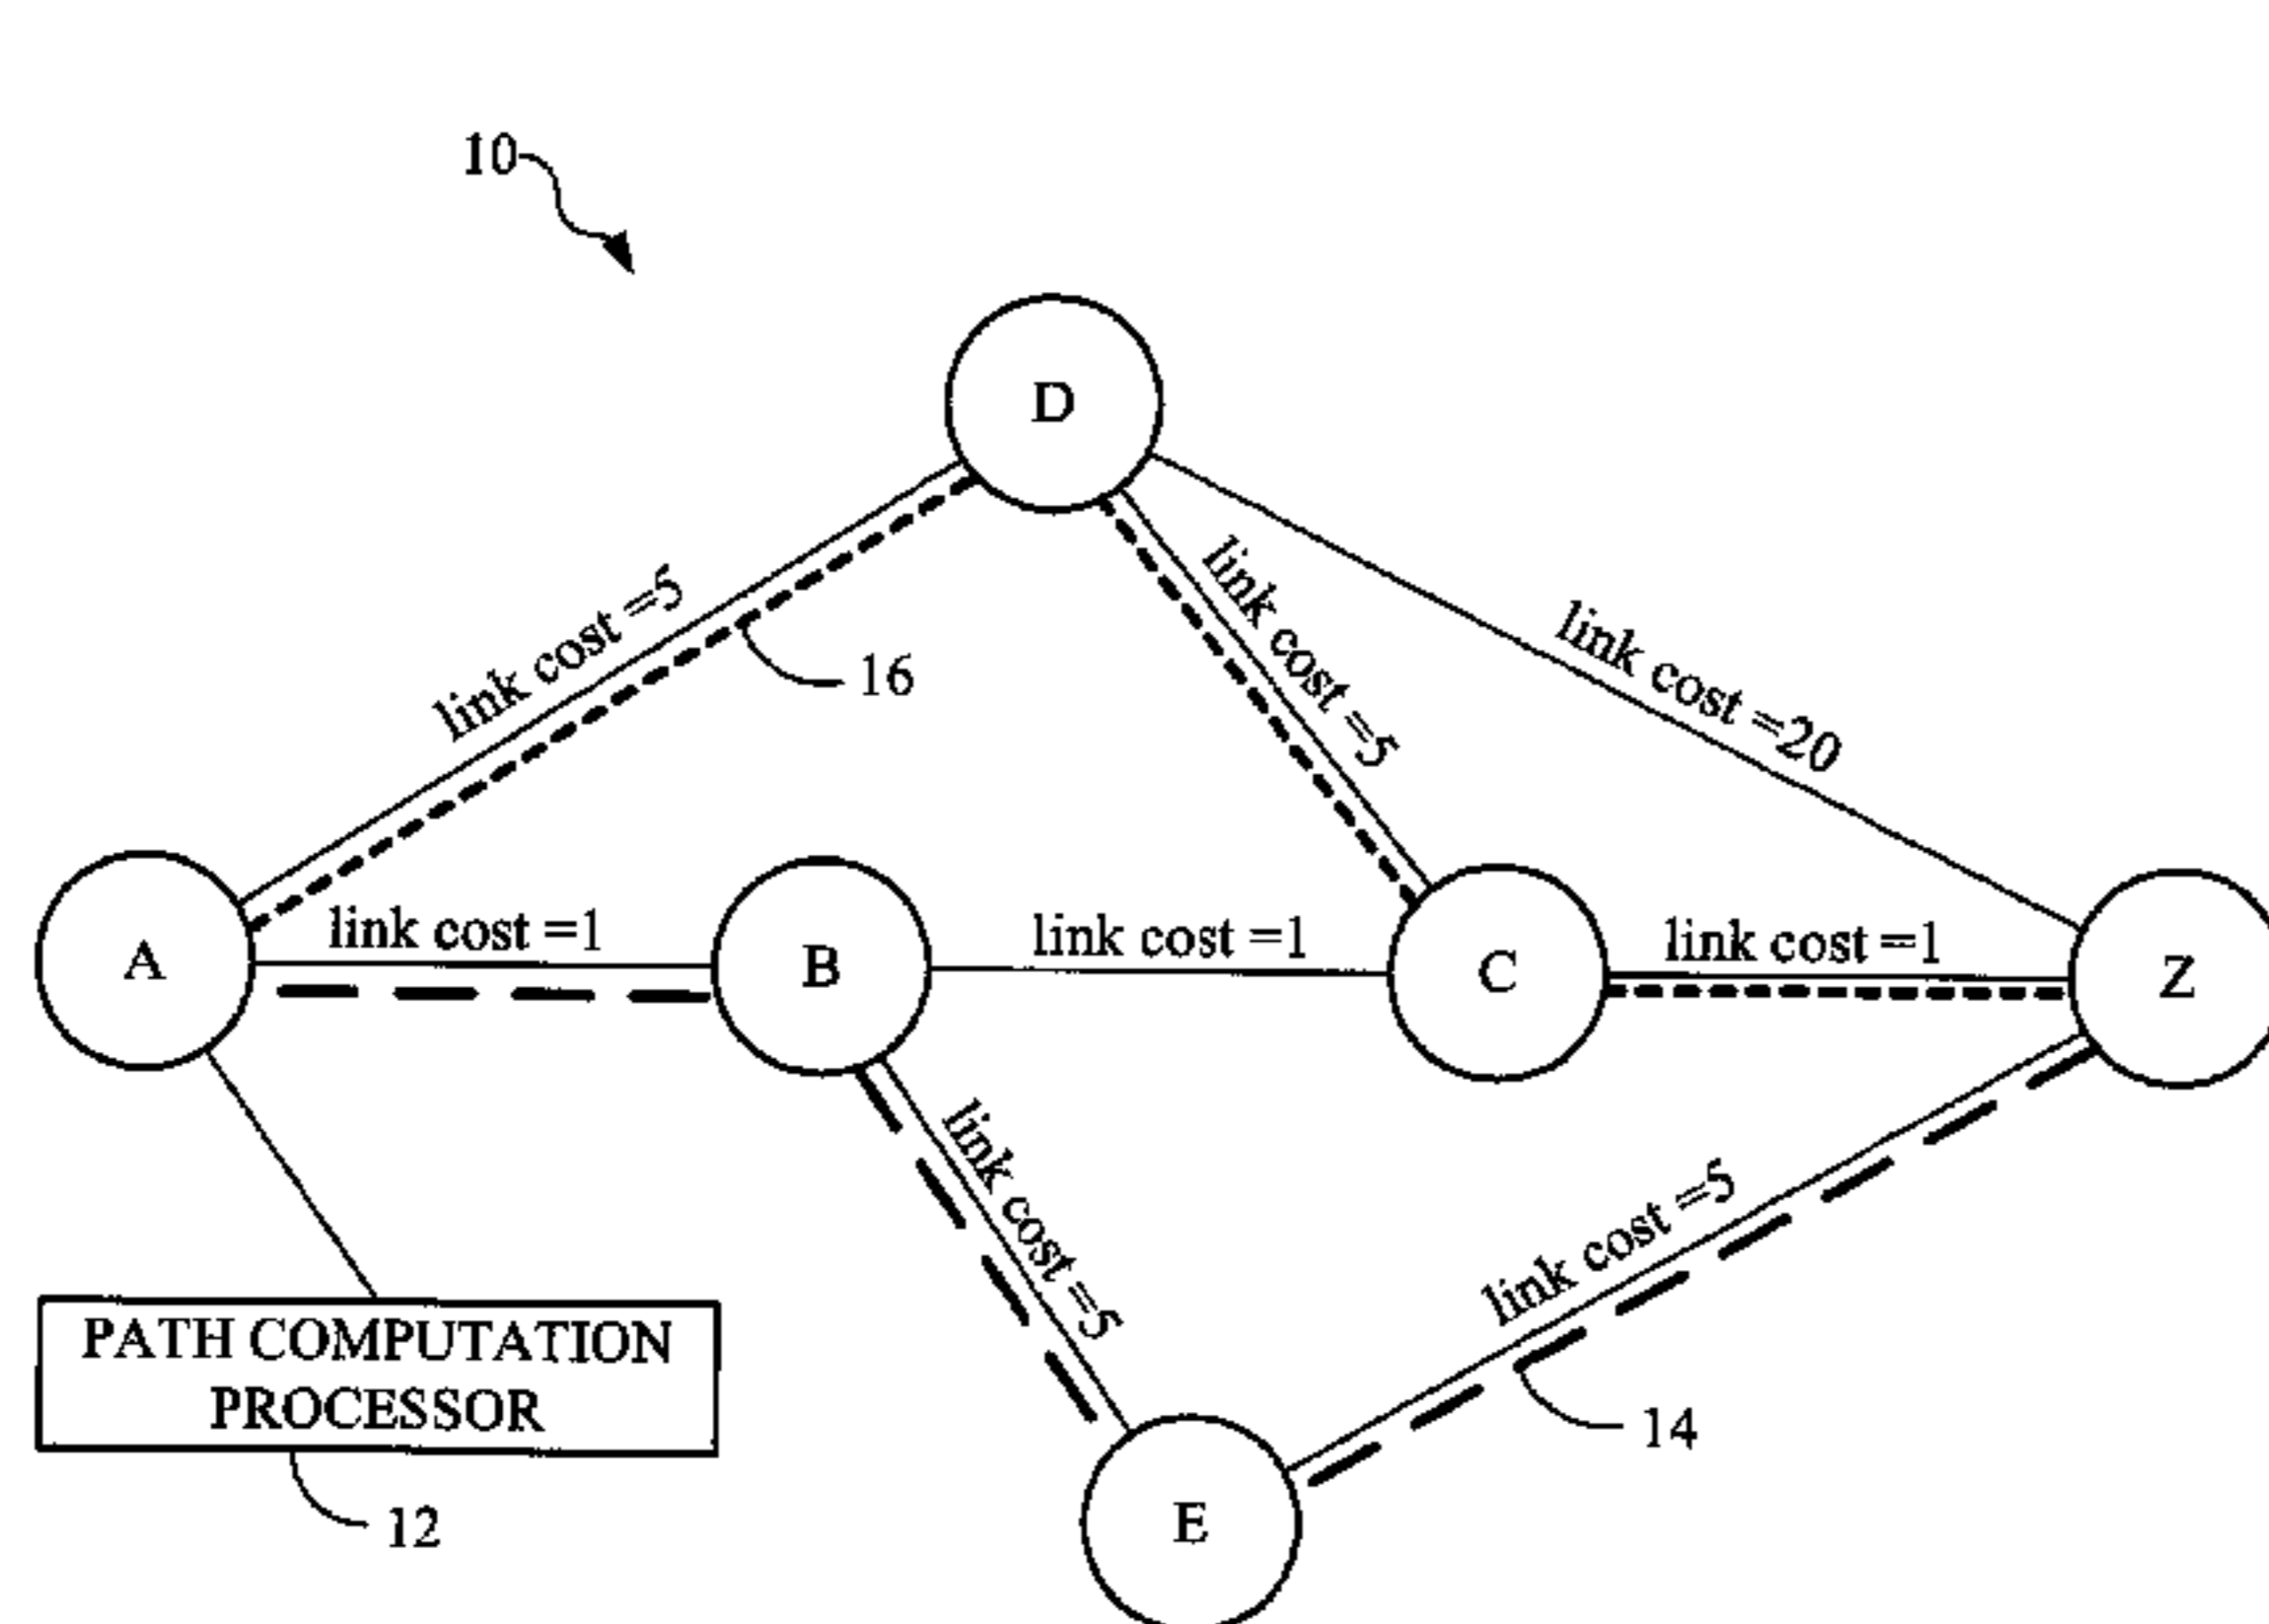 10
D
link cost =5
16
link cost =5
link cost =20
A
link cost =1
B
link cost =1
C
link cost =1
Z
link cost =5
link cost =5
14
PATH COMPUTATION
PROCESSOR
12
E